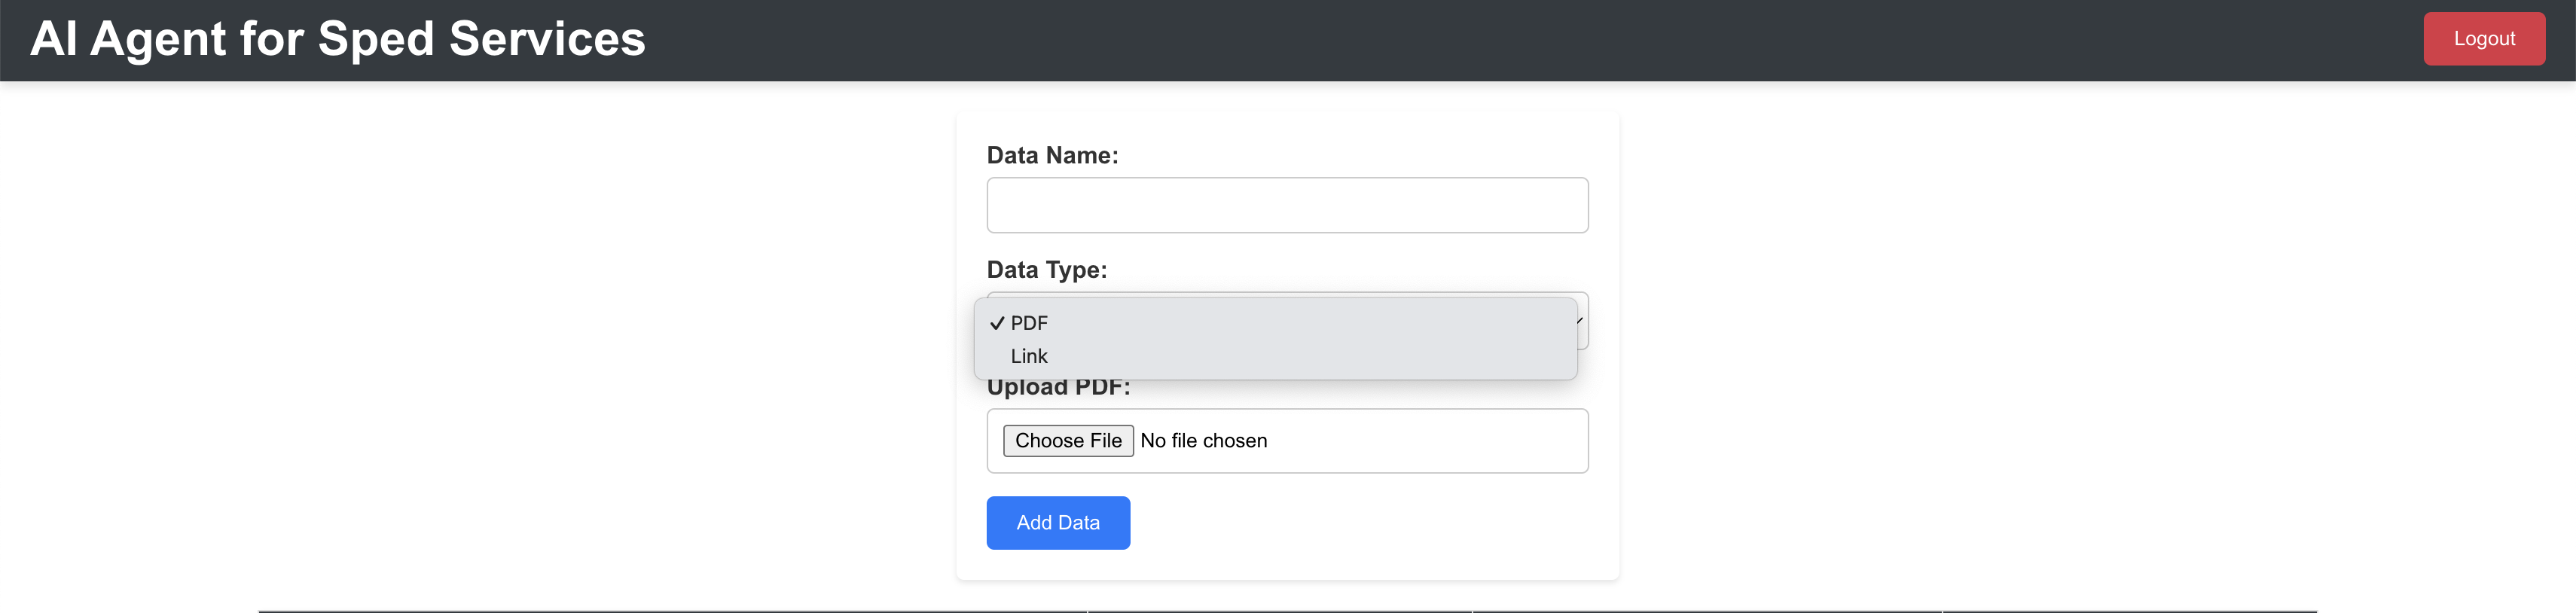 AI Agent for Sped Services
Logout
Data Name:
Data Type:
✓ PDF
Link
Upload PDF:
Choose File No file chosen
Add Data